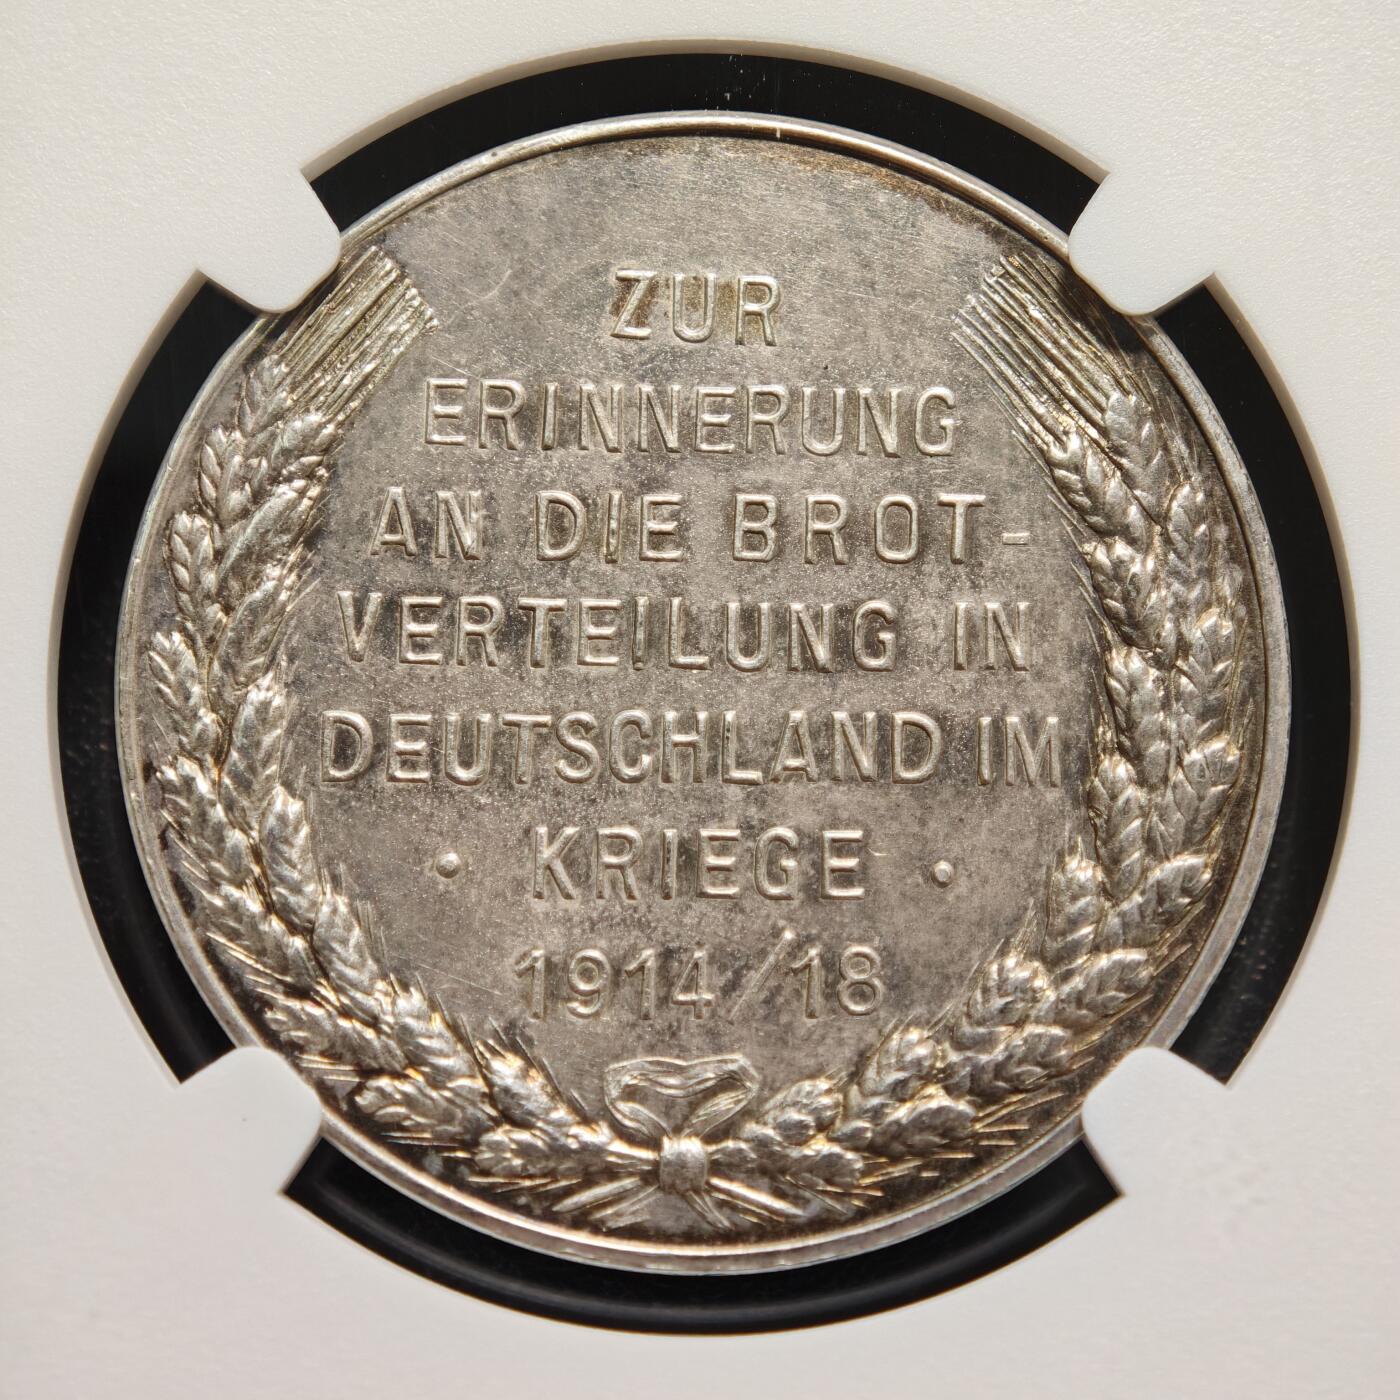 ZUR
ERINNERUNG
AN DIE BROT-
VERTEILUNG IN
DEUTSCHLAND IM
· KRIEGE ·
1914/18